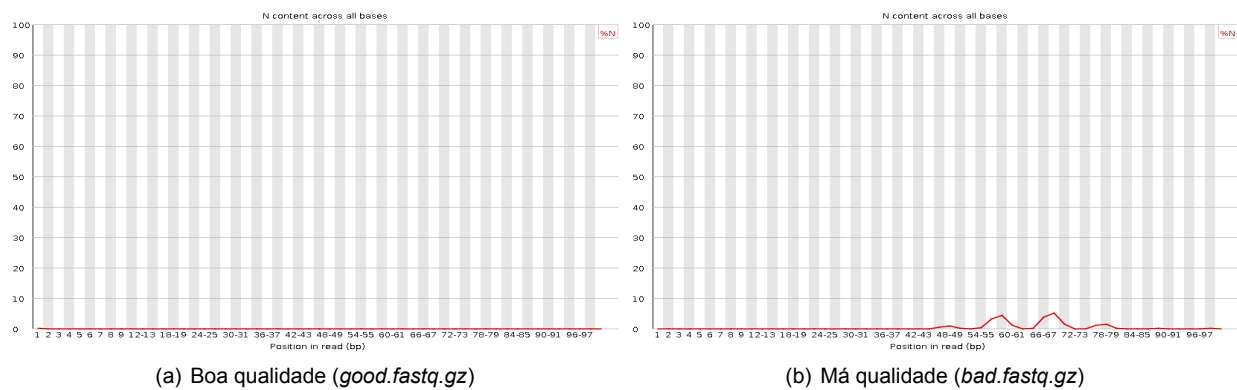 N content across all bases
%N
100
90
80
70
60
50
40
30
20
10
0
1 2 3 4 5 6 7 8 9 12-13 18-19 24-25 30-31 36-37 42-43 48-49 54-55 60-61 66-67 72-73 78-79 84-85 90-91 96-97
Position in read (bp)
(a) Boa qualidade (good.fastq.gz)
N content across all bases
%N
100
90
80
70
60
50
40
30
20
10
0
1 2 3 4 5 6 7 8 9 12-13 18-19 24-25 30-31 36-37 42-43 48-49 54-55 60-61 66-67 72-73 78-79 84-85 90-91 96-97
Position in read (bp)
(b) Má qualidade (bad.fastq.gz)